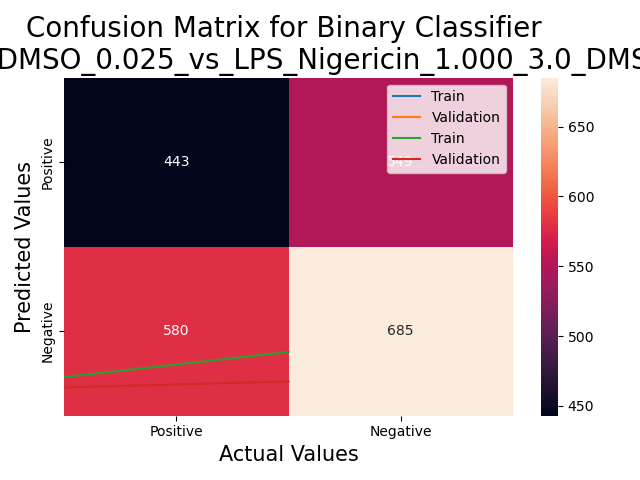 Confusion Matrix for Binary Classifier
DMSO_0.025_vs_LPS_Nigericin_1.000_3.0_DMS
Train
Validation
Train
Validation
Positive
Negative
Predicted Values
443
580
685
Positive
Negative
Actual Values
650
600
550
500
450